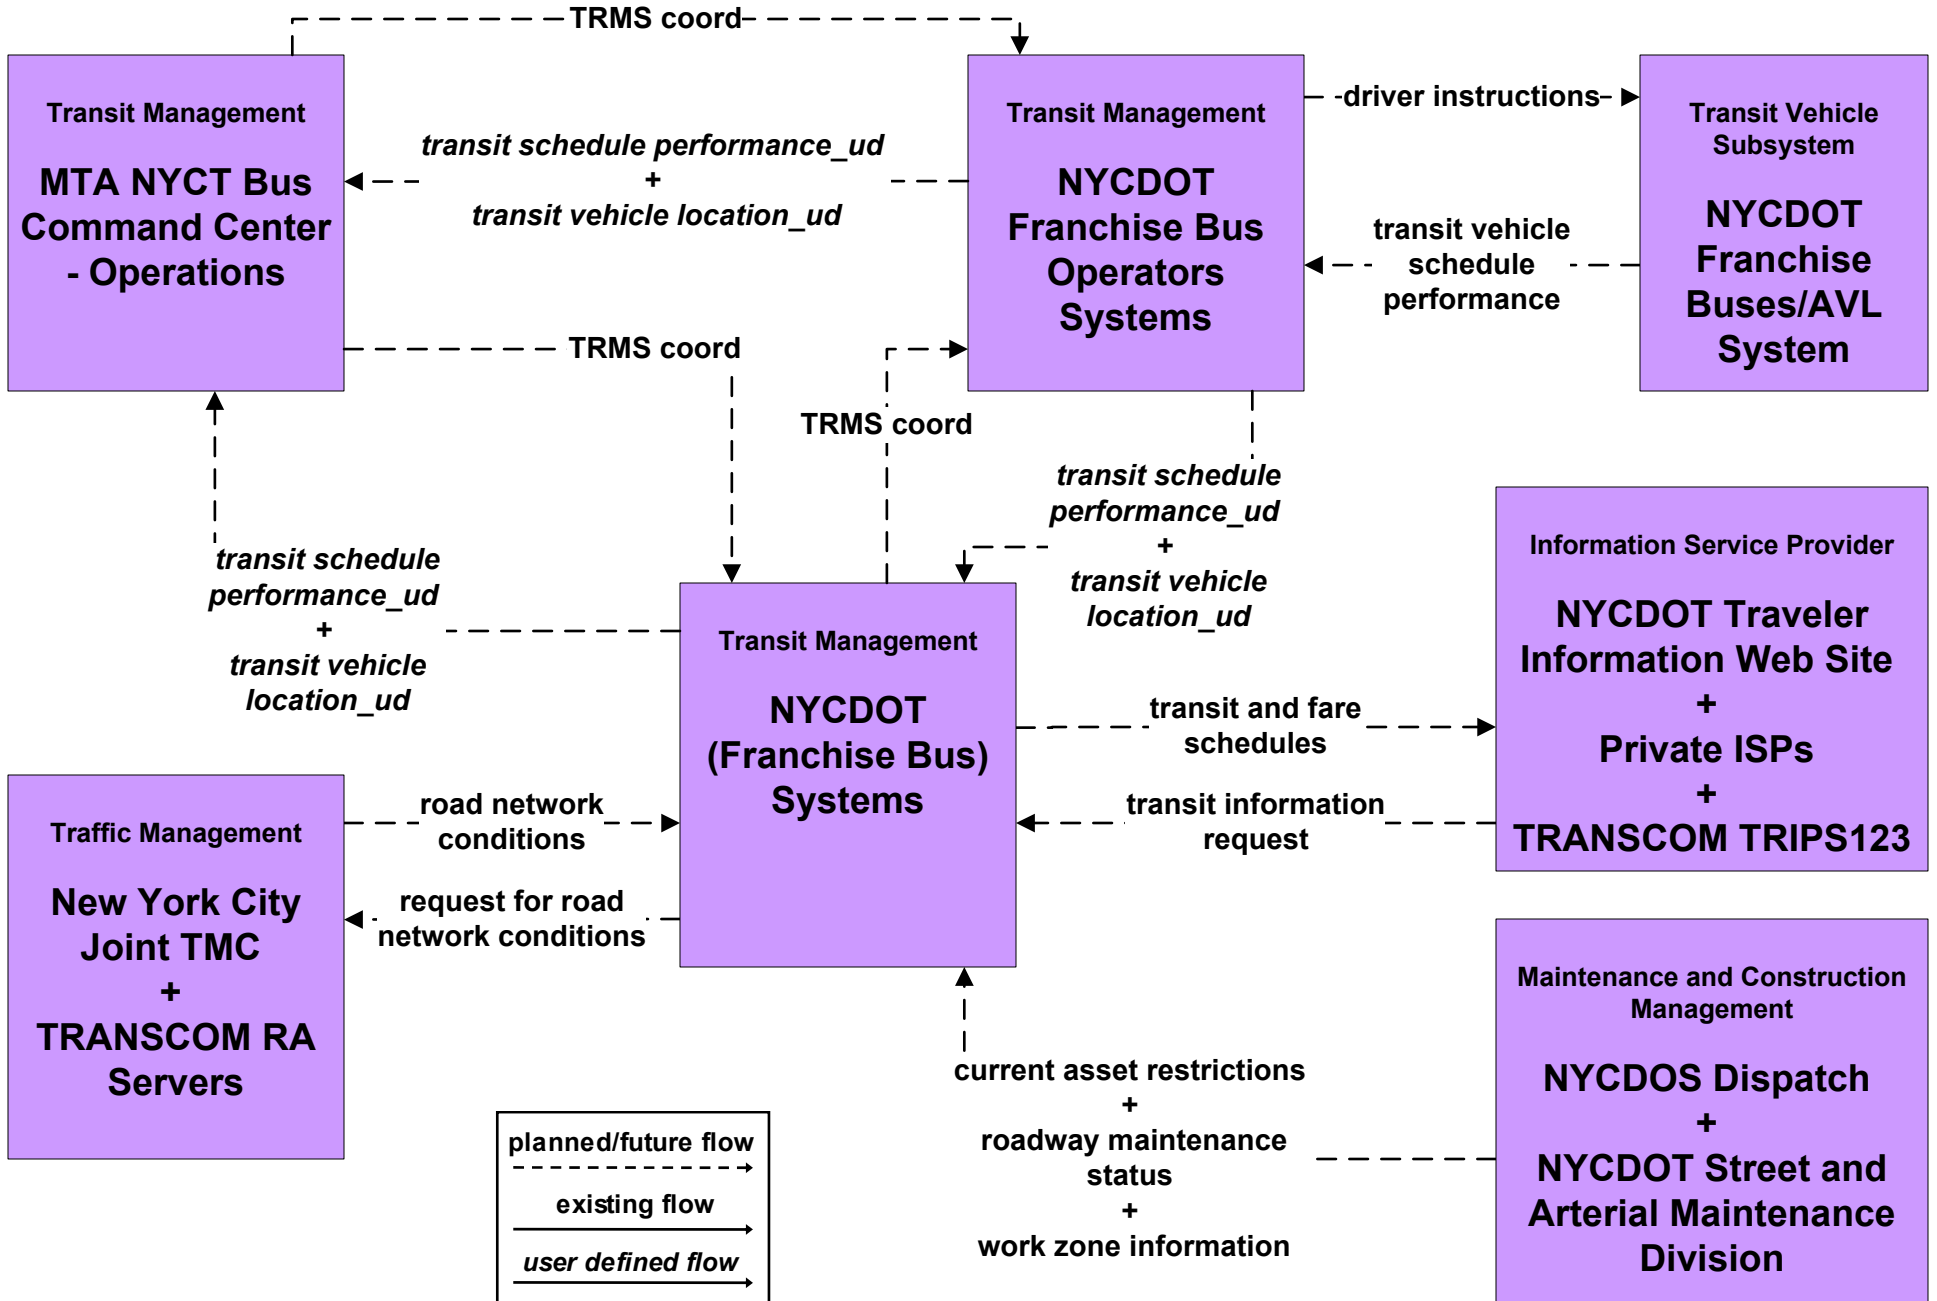 TRMS coord
Transit Management
MTA NYCT Bus
Command Center
- Operations
transit schedule performance_ud
+
transit vehicle location_ud
Transit Management
NYCDOT
Franchise Bus
Operators
Systems
driver instructions
transit vehicle
schedule
performance
Transit Vehicle
Subsystem
NYCDOT
Franchise
Buses/AVL
System
TRMS coord
TRMS coord
transit schedule
performance_ud
+
transit vehicle
location_ud
transit schedule
performance_ud
+
transit vehicle
location_ud
Transit Management
NYCDOT
(Franchise Bus)
Systems
Information Service Provider
NYCDOT Traveler
Information Web Site
+
Private ISPs
+
TRANSCOM TRIPS123
transit and fare
schedules
transit information
request
Traffic Management
New York City
Joint TMC
+
TRANSCOM RA
Servers
road network
conditions
request for road
network conditions
Maintenance and Construction
Management
NYCDOS Dispatch
+
NYCDOT Street and
Arterial Maintenance
Division
current asset restrictions
+
roadway maintenance
status
+
work zone information
planned/future flow
existing flow
user defined flow